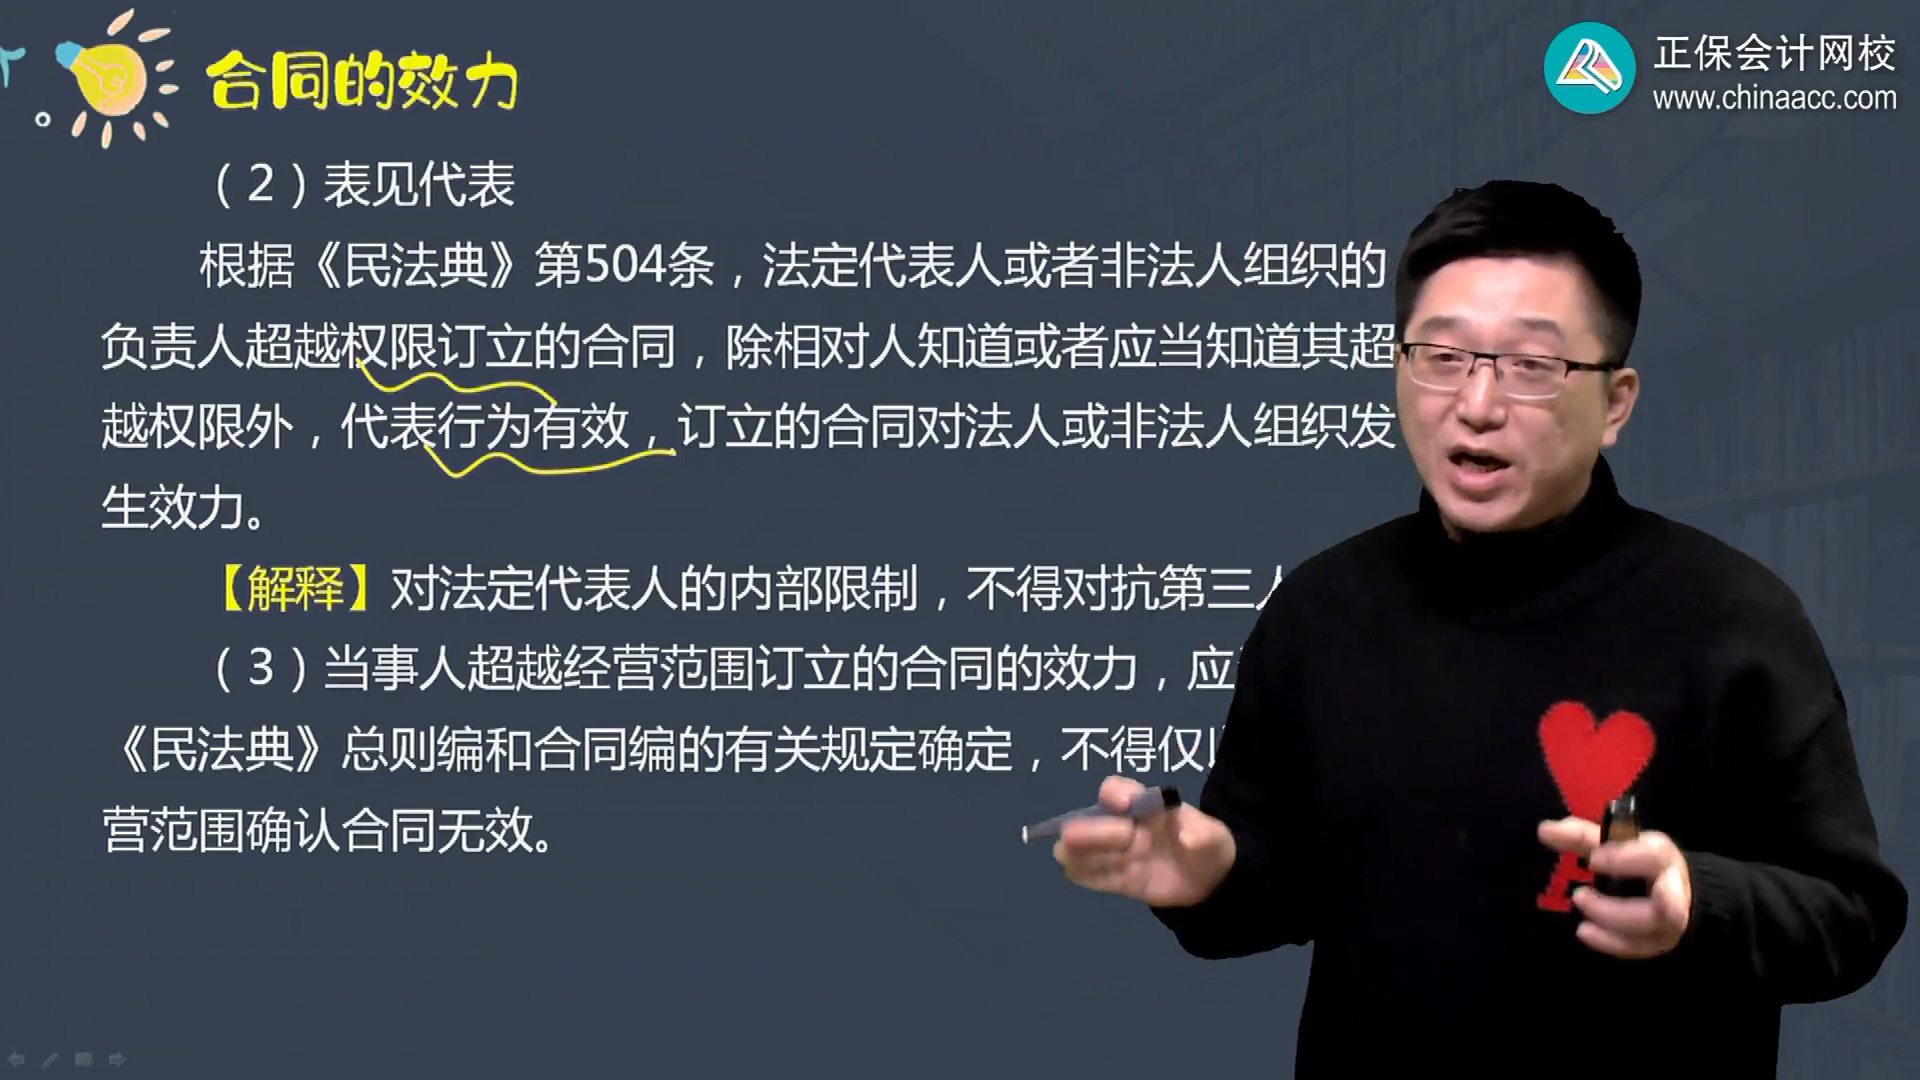 合同的效力
正保会计网校
www.chinaacc.com
（2）表见代表
根据《民法典》第504条，法定代表人或者非法人组织的
负责人超越权限订立的合同，除相对人知道或者应当知道其超
越权限外，代表行为有效，订立的合同对法人或非法人组织发
生效力。
【解释】对法定代表人的内部限制，不得对抗第三人
（3）当事人超越经营范围订立的合同的效力，应
《民法典》总则编和合同编的有关规定确定，不得仅
营范围确认合同无效。